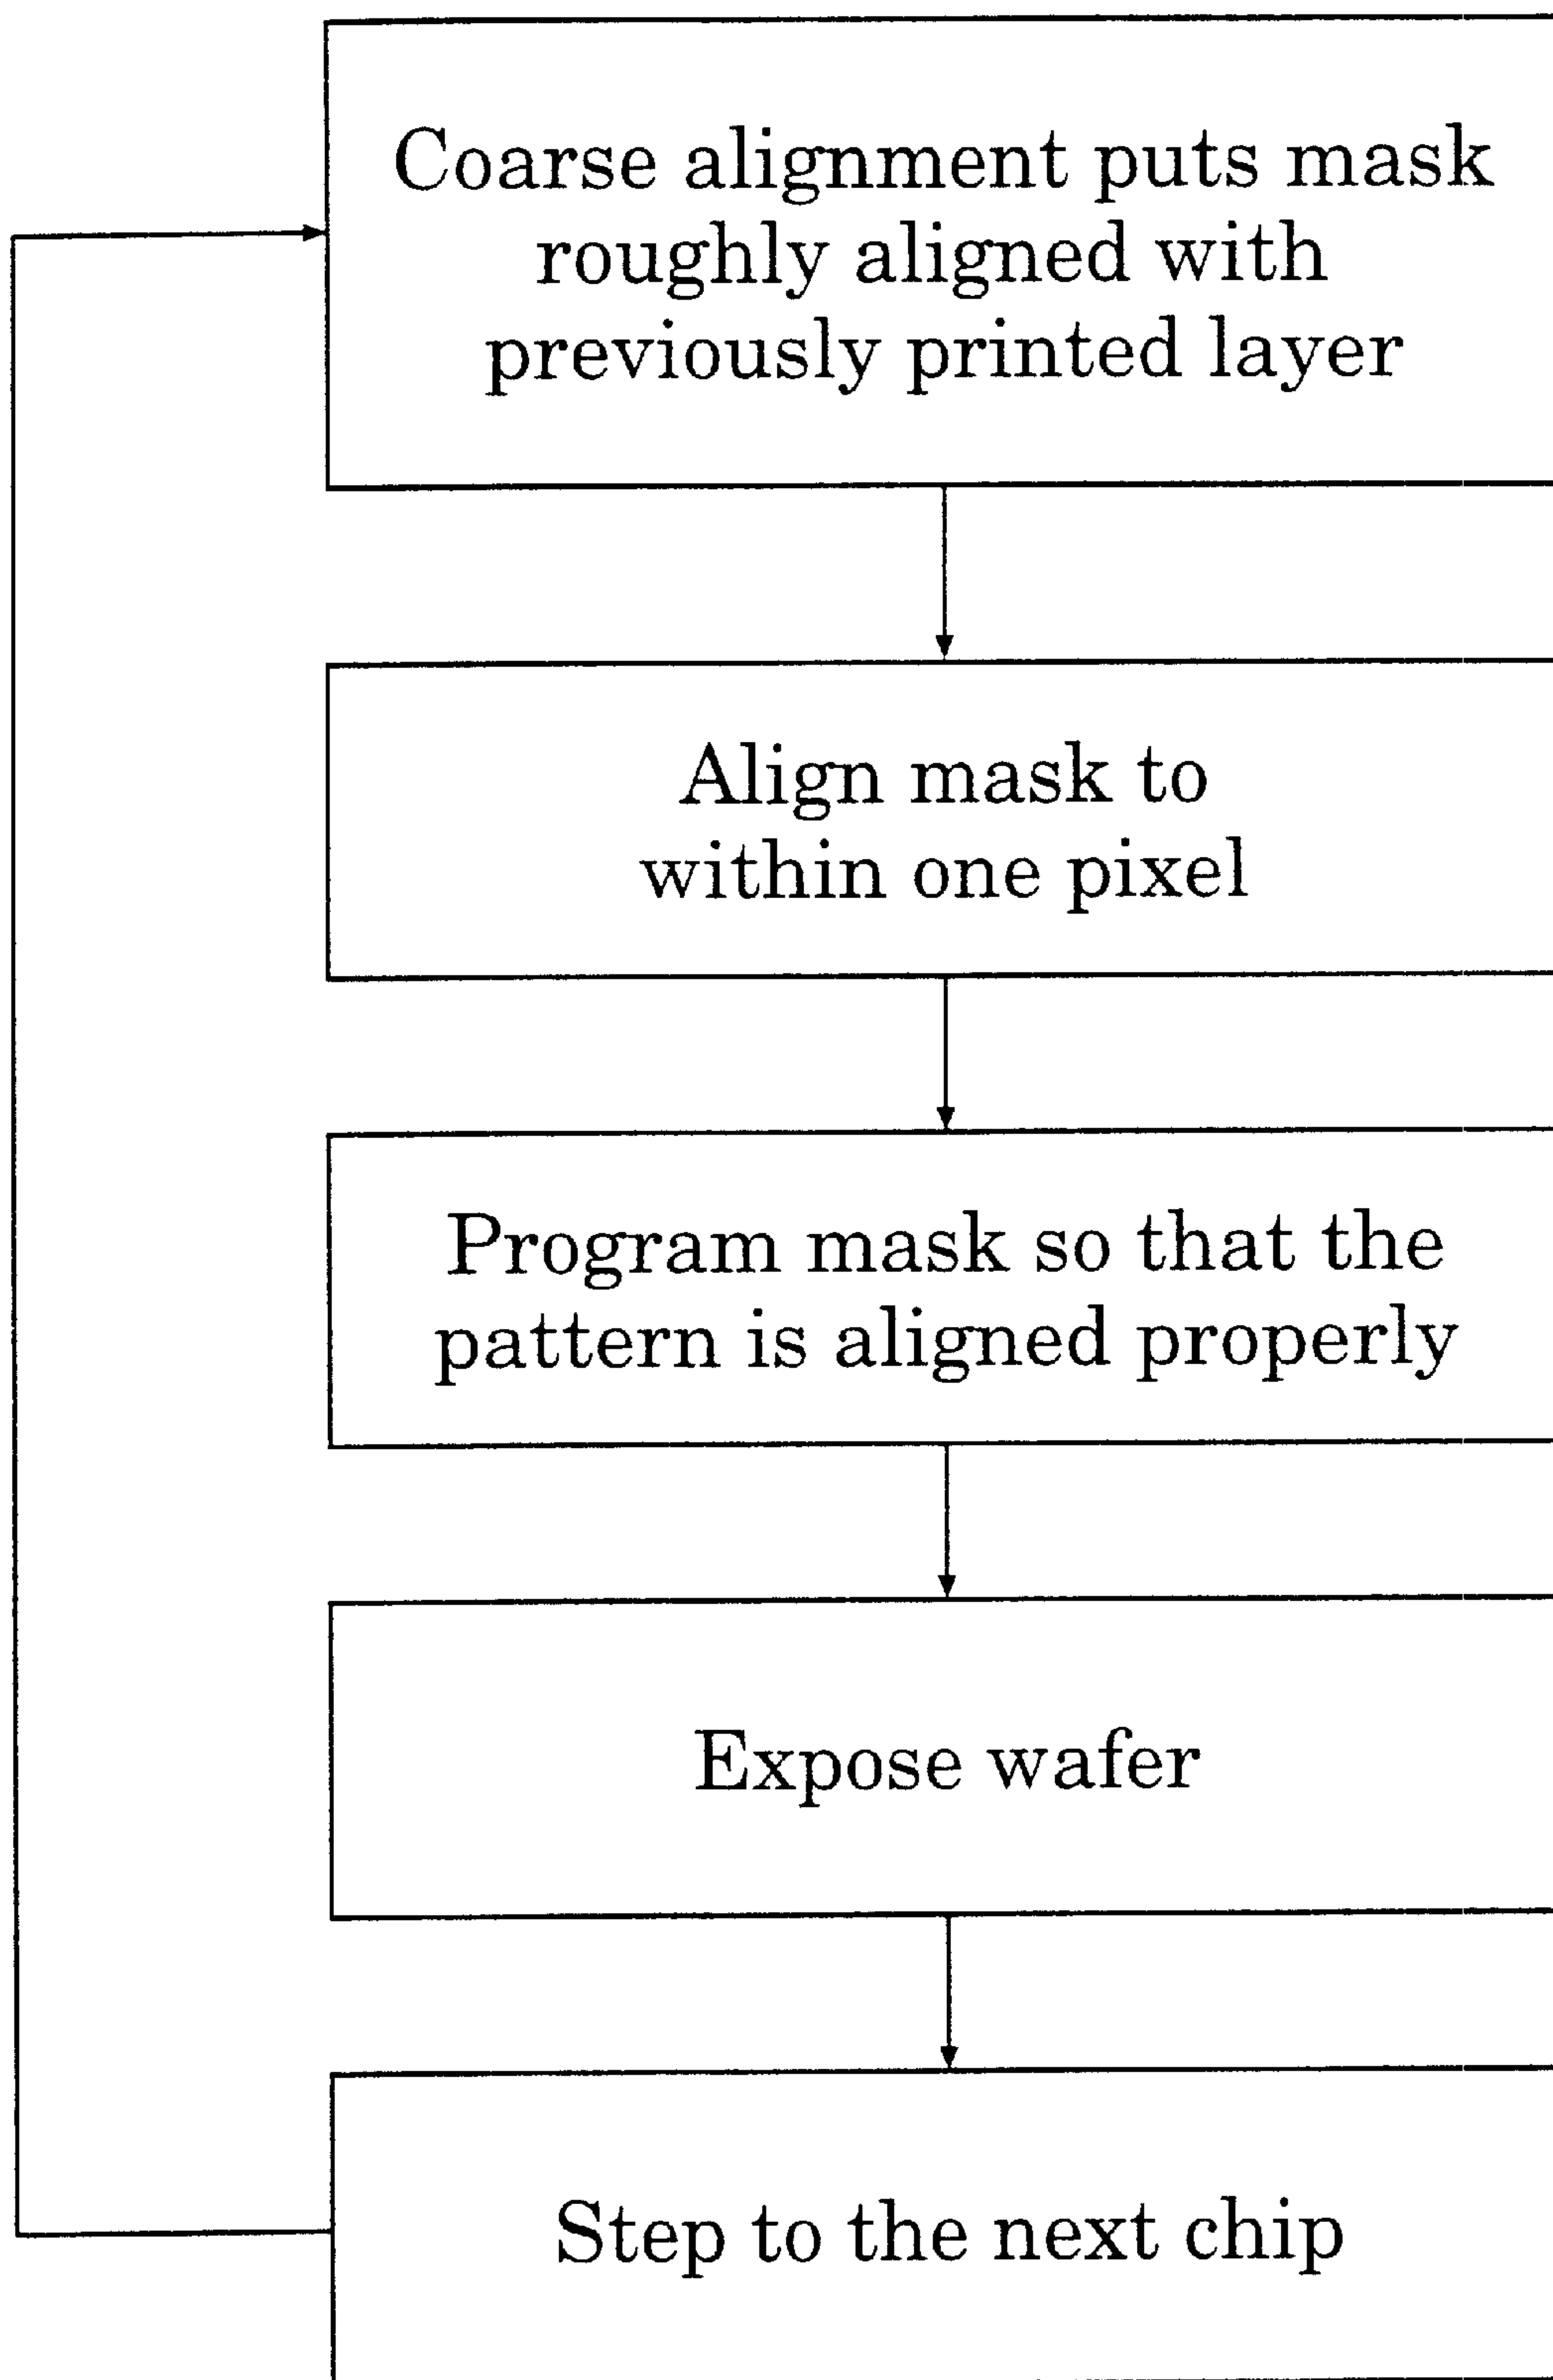 Coarse alignment puts mask
roughly aligned with
previously printed layer
Align mask to
within one pixel
Program mask so that the
pattern is aligned properly
Expose wafer
Step to the next chip